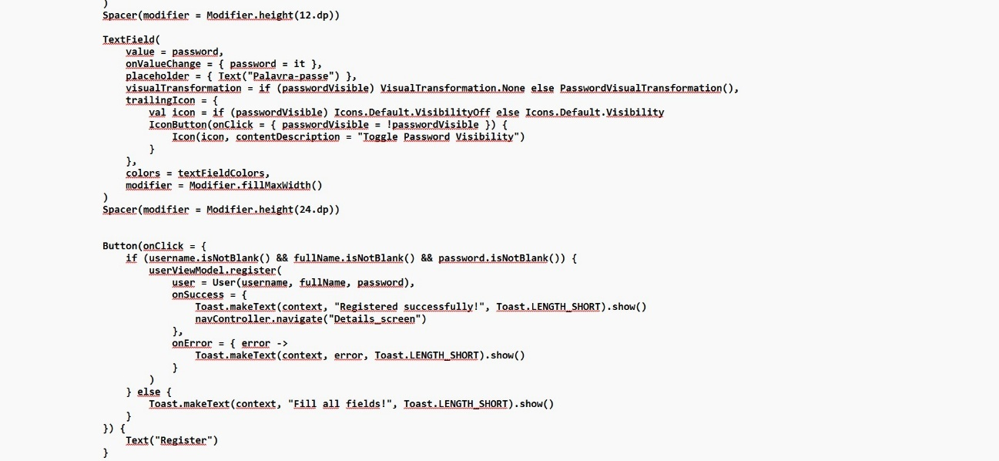 )
Spacer(modifier = Modifier.height(12.dp))
TextField(
value = password,
onValueChange = { password = it },
placeholder = { Text("Palavra-passe") },
visualTransformation = if (passwordVisible) VisualTransformation.None else PasswordVisualTransformation(),
trailingIcon = {
val icon = if (passwordVisible) Icons.Default.VisibilityOff else Icons.Default.Visibility
IconButton(onClick = { passwordVisible = !passwordVisible }) {
Icon(icon, contentDescription = "Toggle Password Visibility")
}
},
colors = textFieldColors,
modifier = Modifier.fillMaxWidth()
)
Spacer(modifier = Modifier.height(24.dp))
Button(onClick = {
if (username.isNotBlank() && fullName.isNotBlank() && password.isNotBlank()) {
userViewModel.register(
user = User(username, fullName, password),
onSuccess = {
Toast.makeText(context, "Registered successfully!", Toast.LENGTH_SHORT).show()
navController.navigate("Details_screen")
},
onError = { error ->
Toast.makeText(context, error, Toast.LENGTH_SHORT).show()
}
)
} else {
Toast.makeText(context, "Fill all fields!", Toast.LENGTH_SHORT).show()
}
}) {
Text("Register")
}